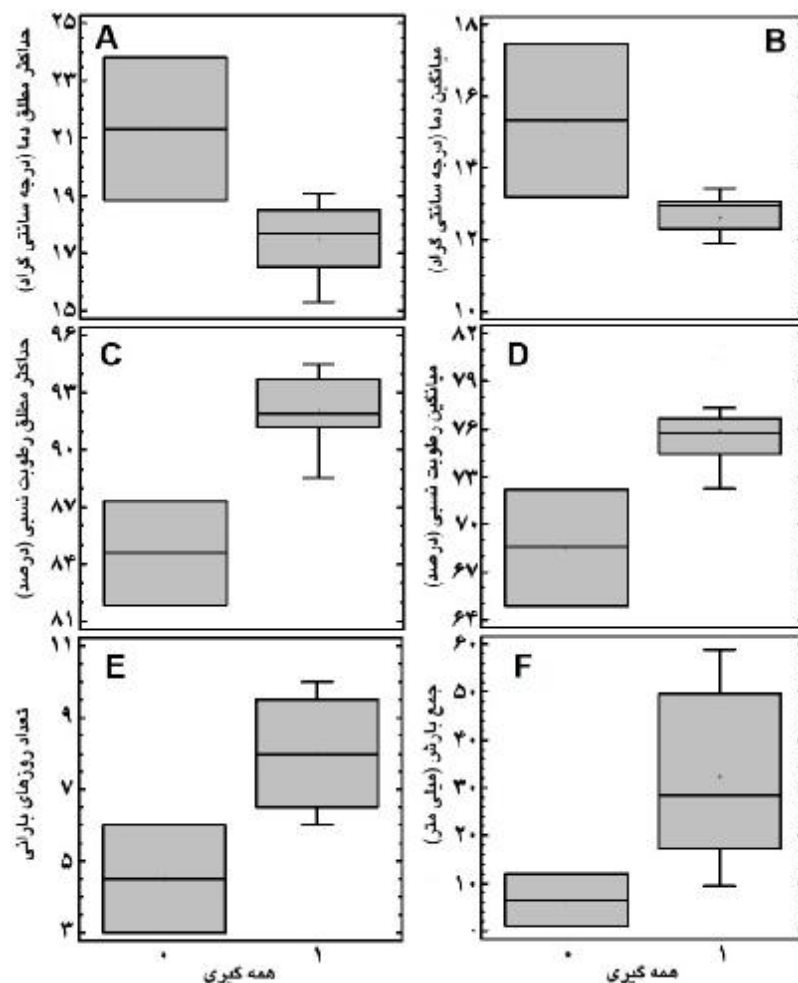 A
حداکثر مطلق دما (درجه سانتی گراد)
۲۵
۲۳
۲۱
۱۹
۱۷
۱۵
B
میانگین دما (درجه سانتی گراد)
۱۸
۱۶
۱۴
۱۲
۱۰
C
حداکثر مطلق رطوبت نسبی (درصد)
۹۶
۹۳
۹۰
۸۷
۸۴
۸۱
D
میانگین رطوبت نسبی (درصد)
۸۲
۷۹
۷۶
۷۳
۷۰
۶۷
۶۴
E
تعداد روزهای بارانی
۱۱
۹
۷
۵
۳
۰ ۱
همه گیری
F
جمع بارش (میلی متر)
۶۰
۵۰
۴۰
۳۰
۲۰
۱۰
۰
۰ ۱
همه گیری